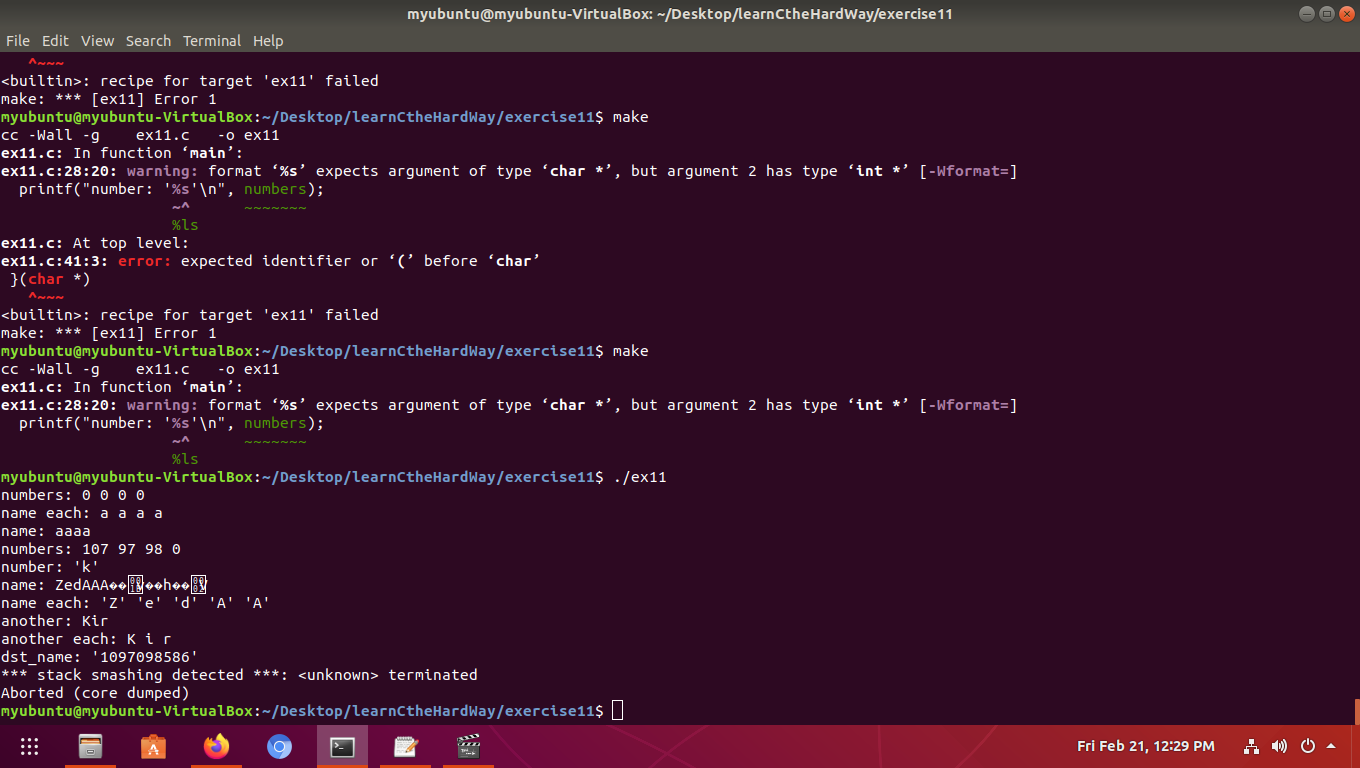 myubuntu@myubuntu-VirtualBox: ~/Desktop/learnCtheHardWay/exercise11
File Edit View Search Terminal Help
   ^~~~
<builtin>: recipe for target 'ex11' failed
make: *** [ex11] Error 1
myubuntu@myubuntu-VirtualBox:~/Desktop/learnCtheHardWay/exercise11$ make
cc -Wall -g    ex11.c   -o ex11
ex11.c: In function ‘main’:
ex11.c:28:20: warning: format ‘%s’ expects argument of type ‘char *’, but argument 2 has type ‘int *’ [-Wformat=]
  printf("number: '%s'\n", numbers);
                   ~^      ~~~~~~~
                   %ls
ex11.c: At top level:
ex11.c:41:3: error: expected identifier or ‘(’ before ‘char’
 }(char *)
   ^~~~
<builtin>: recipe for target 'ex11' failed
make: *** [ex11] Error 1
myubuntu@myubuntu-VirtualBox:~/Desktop/learnCtheHardWay/exercise11$ make
cc -Wall -g    ex11.c   -o ex11
ex11.c: In function ‘main’:
ex11.c:28:20: warning: format ‘%s’ expects argument of type ‘char *’, but argument 2 has type ‘int *’ [-Wformat=]
  printf("number: '%s'\n", numbers);
                   ~^      ~~~~~~~
                   %ls
myubuntu@myubuntu-VirtualBox:~/Desktop/learnCtheHardWay/exercise11$ ./ex11
numbers: 0 0 0 0
name each: a a a a
name: aaaa
numbers: 107 97 98 0
number: 'k'
name: ZedAAA��
name each: 'Z' 'e' 'd' 'A' 'A'
another: Kir
another each: K i r
dst_name: '1097098586'
*** stack smashing detected ***: <unknown> terminated
Aborted (core dumped)
myubuntu@myubuntu-VirtualBox:~/Desktop/learnCtheHardWay/exercise11$
Fri Feb 21, 12:29 PM